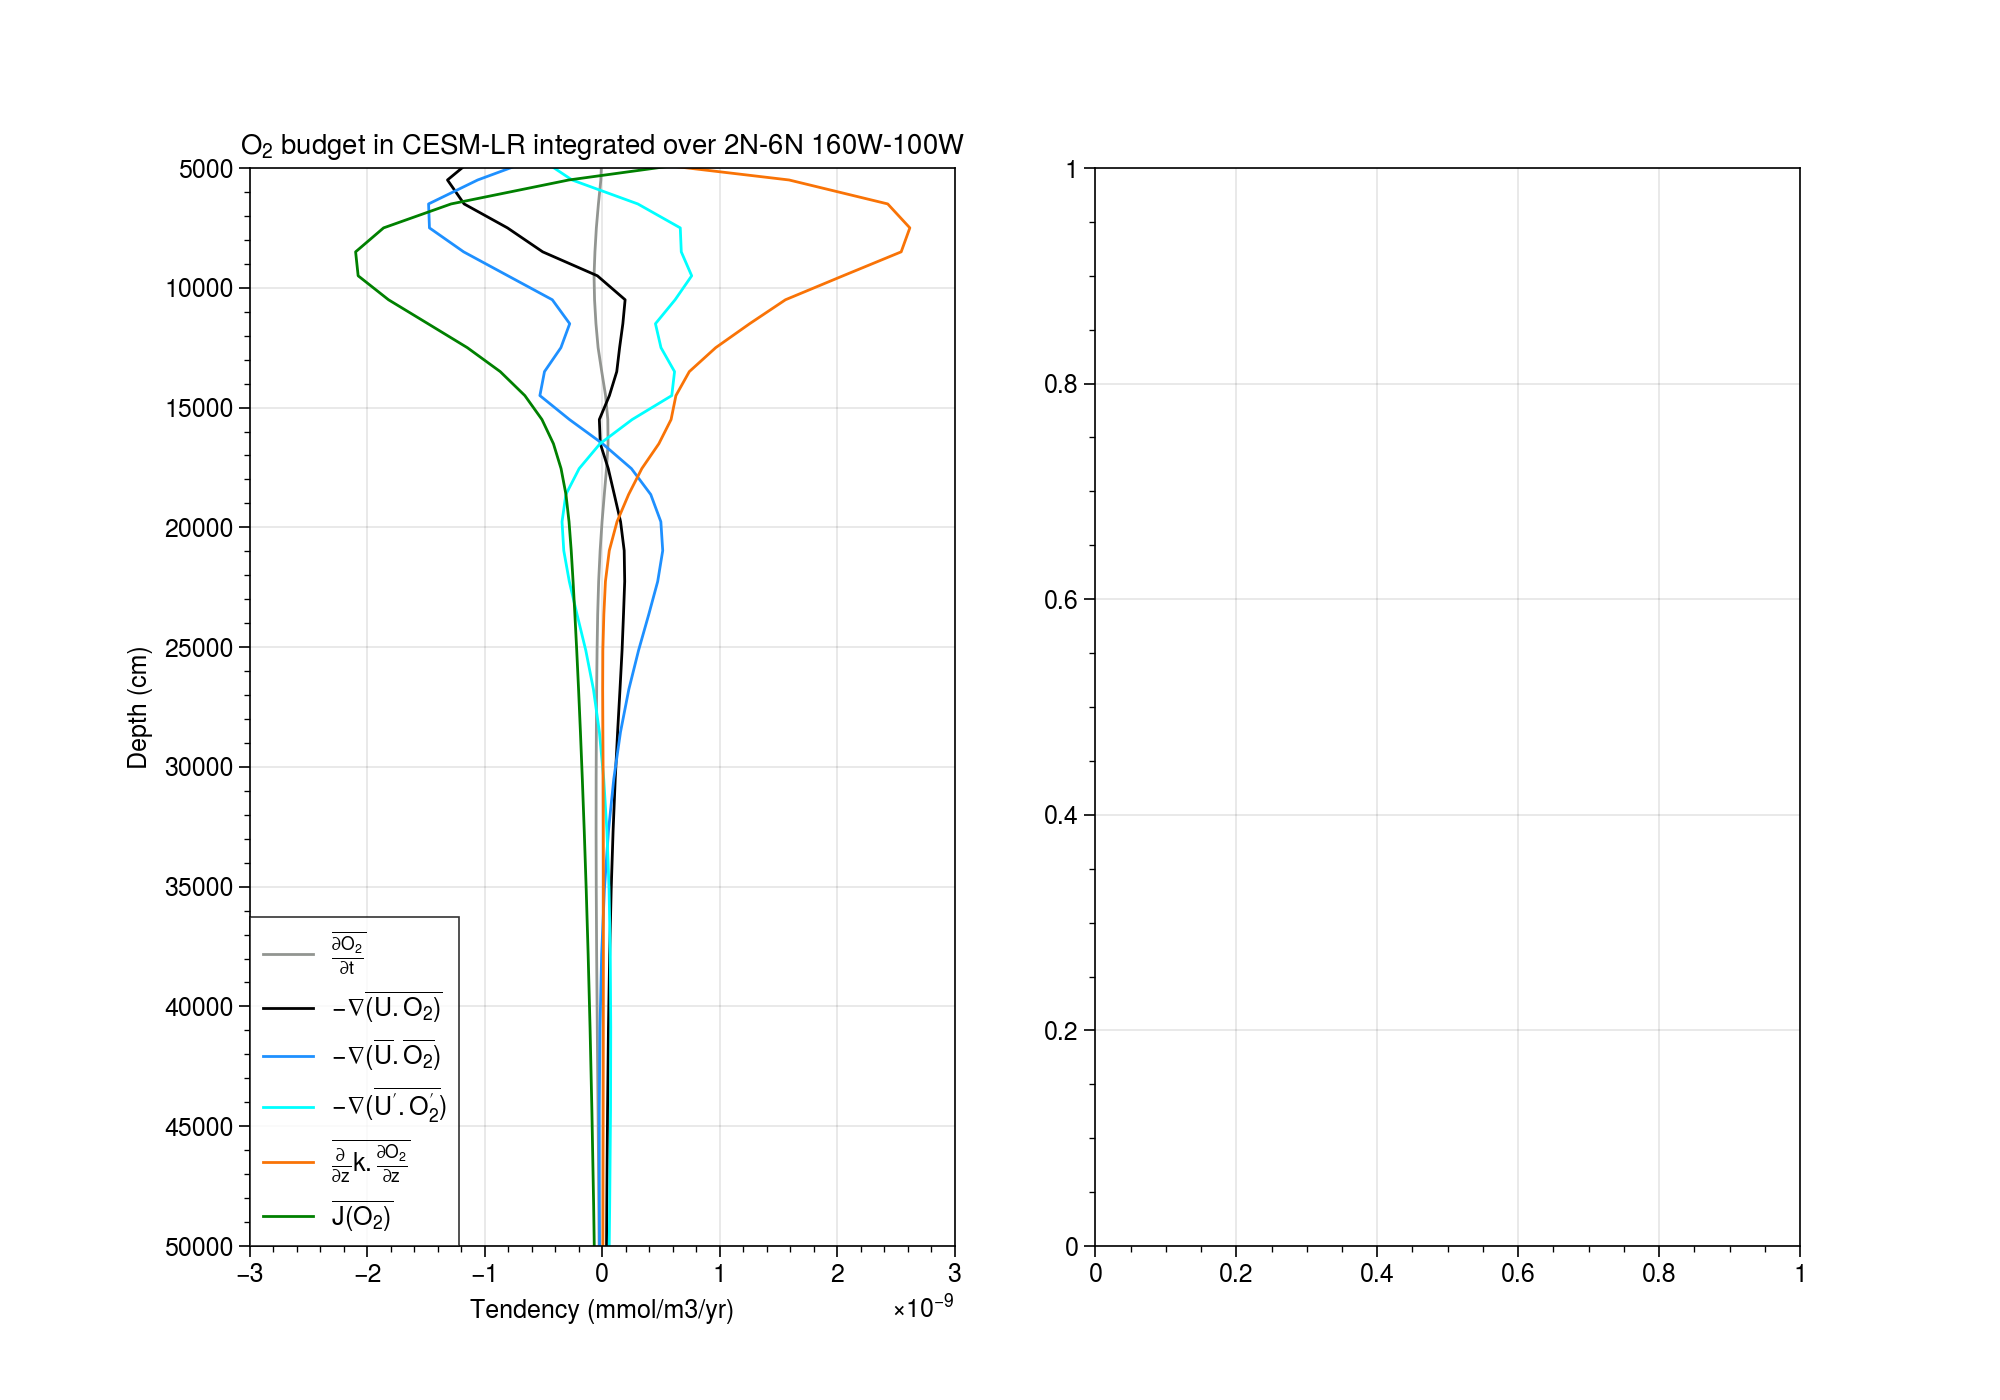 O₂ budget in CESM-LR integrated over 2N-6N 160W-100W
5000
10000
15000
20000
25000
30000
35000
40000
45000
50000
Depth (cm)
∂O₂/∂t
−∇(U.O₂)
−∇(U.O₂)
−∇(U′.O₂′)
∂/∂z k.∂O₂/∂z
J(O₂)
−3 −2 −1 0 1 2 3
Tendency (mmol/m3/yr) ×10⁻⁹
1
0.8
0.6
0.4
0.2
0
0 0.2 0.4 0.6 0.8 1